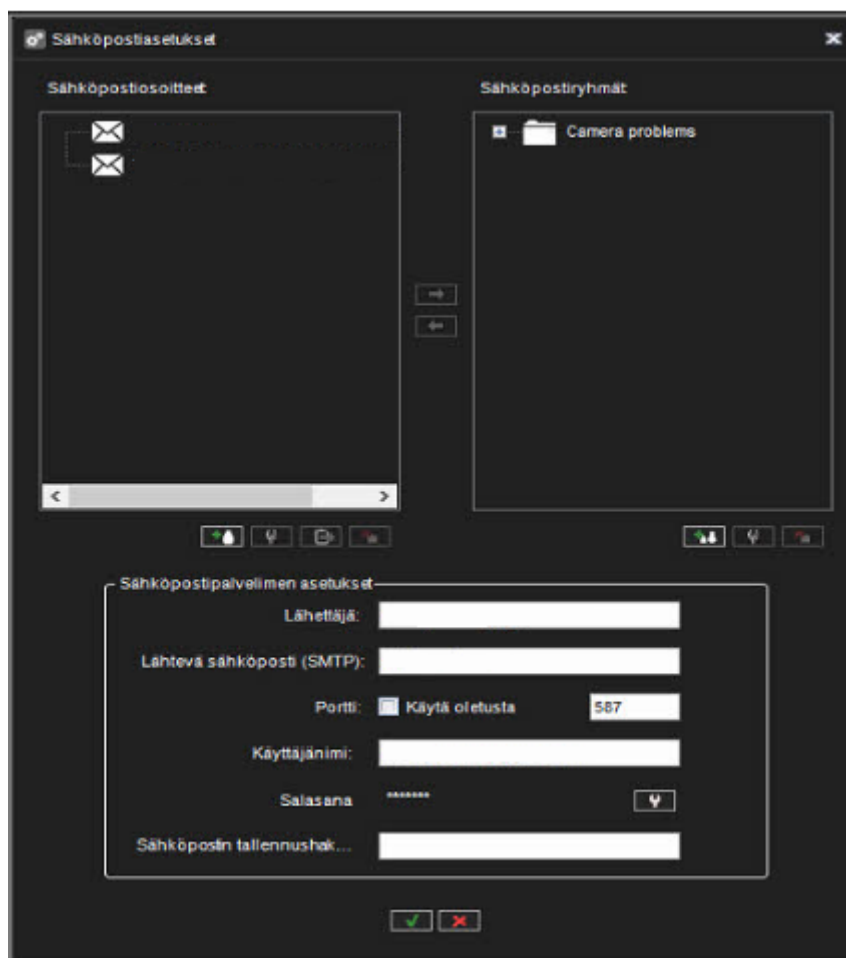 Sähköpostiasetukset
Sähköpostiosoitteet
Sähköpostiryhmät
Camera problems
Sähköpostipalvelimen asetukset
Lähettäjä:
Lähtevä sähköposti (SMTP):
Portti: Käytä oletusta 587
Käyttäjänimi:
Salasana *******
Sähköpostin tallennushak...